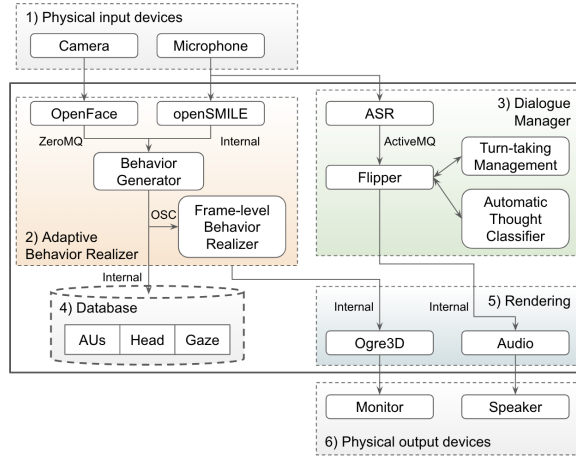 1) Physical input devices
Camera
Microphone
OpenFace
openSMILE
ASR
3) Dialogue
Manager
ZeroMQ
Internal
ActiveMQ
Behavior
Generator
Flipper
Turn-taking
Management
OSC
Frame-level
Behavior
Realizer
Automatic
Thought
Classifier
2) Adaptive
Behavior Realizer
Internal
4) Database
AUs
Head
Gaze
Internal
Internal
5) Rendering
Ogre3D
Audio
Monitor
Speaker
6) Physical output devices